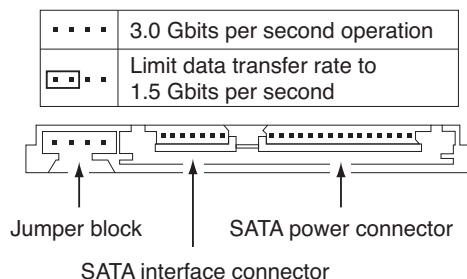 3.0 Gbits per second operation
Limit data transfer rate to
1.5 Gbits per second
Jumper block
SATA power connector
SATA interface connector